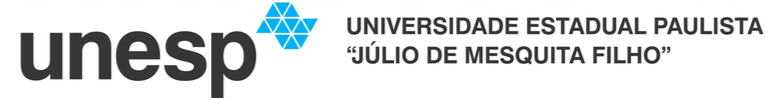 unesp
UNIVERSIDADE ESTADUAL PAULISTA
“JÚLIO DE MESQUITA FILHO”